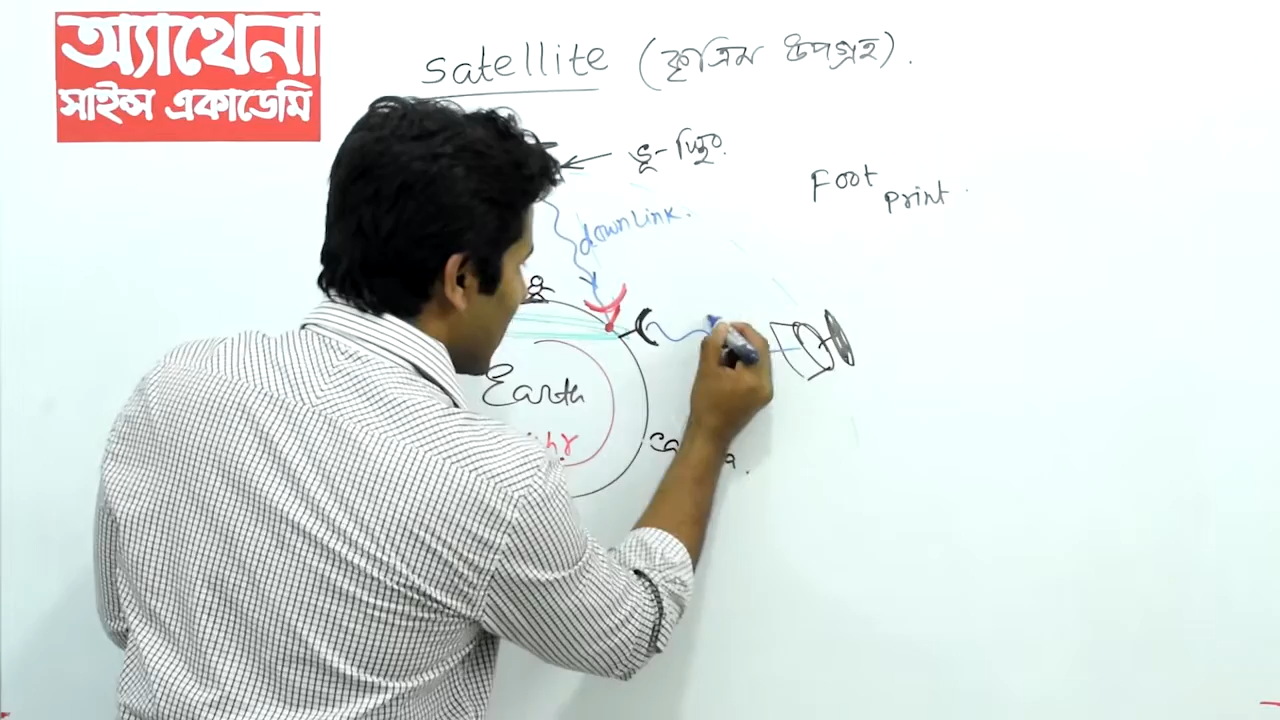 অ্যাথেনা
সাইন্স একাডেমি
Satellite (কৃত্রিম উপগ্রহ).
ভূ-স্থির
Foot
print
downlink.
Earth